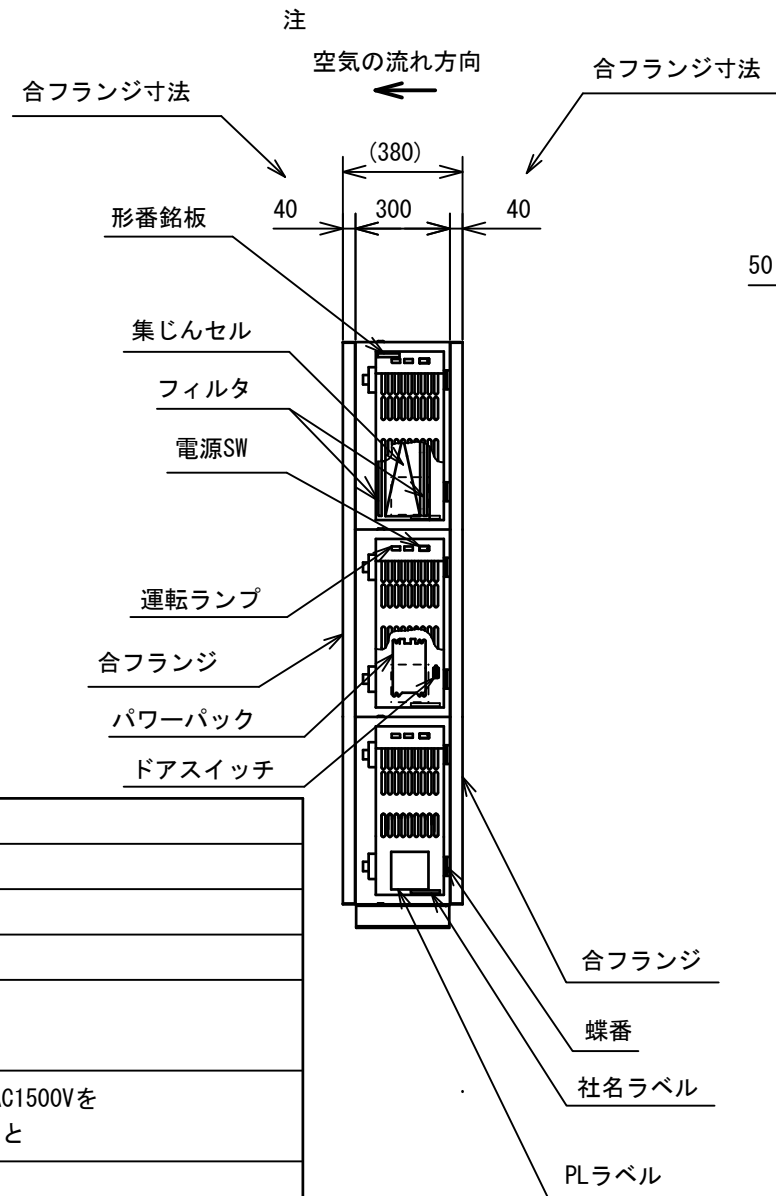 注
空気の流れ方向
合フランジ寸法
合フランジ寸法
(380)
40
300
40
形番銘板
50
集じんセル
フィルタ
電源SW
運転ランプ
合フランジ
パワーパック
ドアスイッチ
合フランジ
蝶番
社名ラベル
AC1500Vを
と
PLラベル